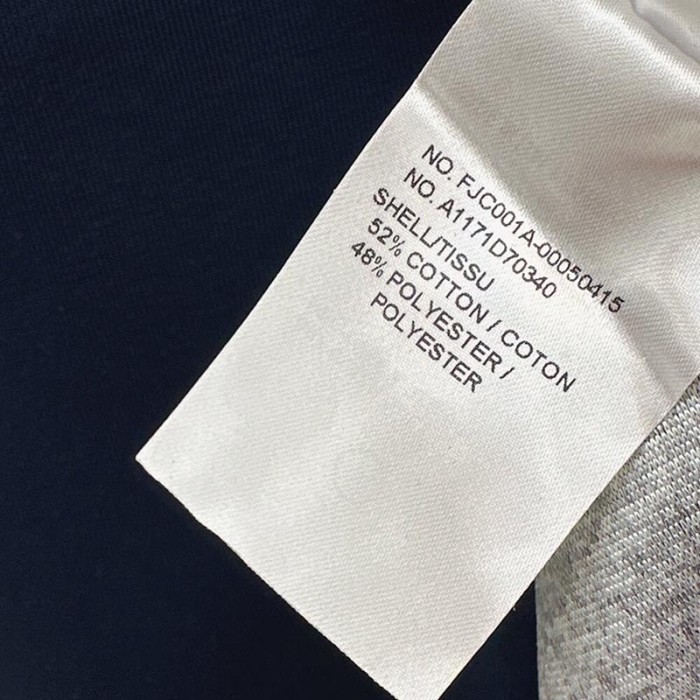 NO. FJC001A-00050415
NO. A1171D70340
SHELL/TISSU
52% COTTON / COTON
48% POLYESTER /
POLYESTER